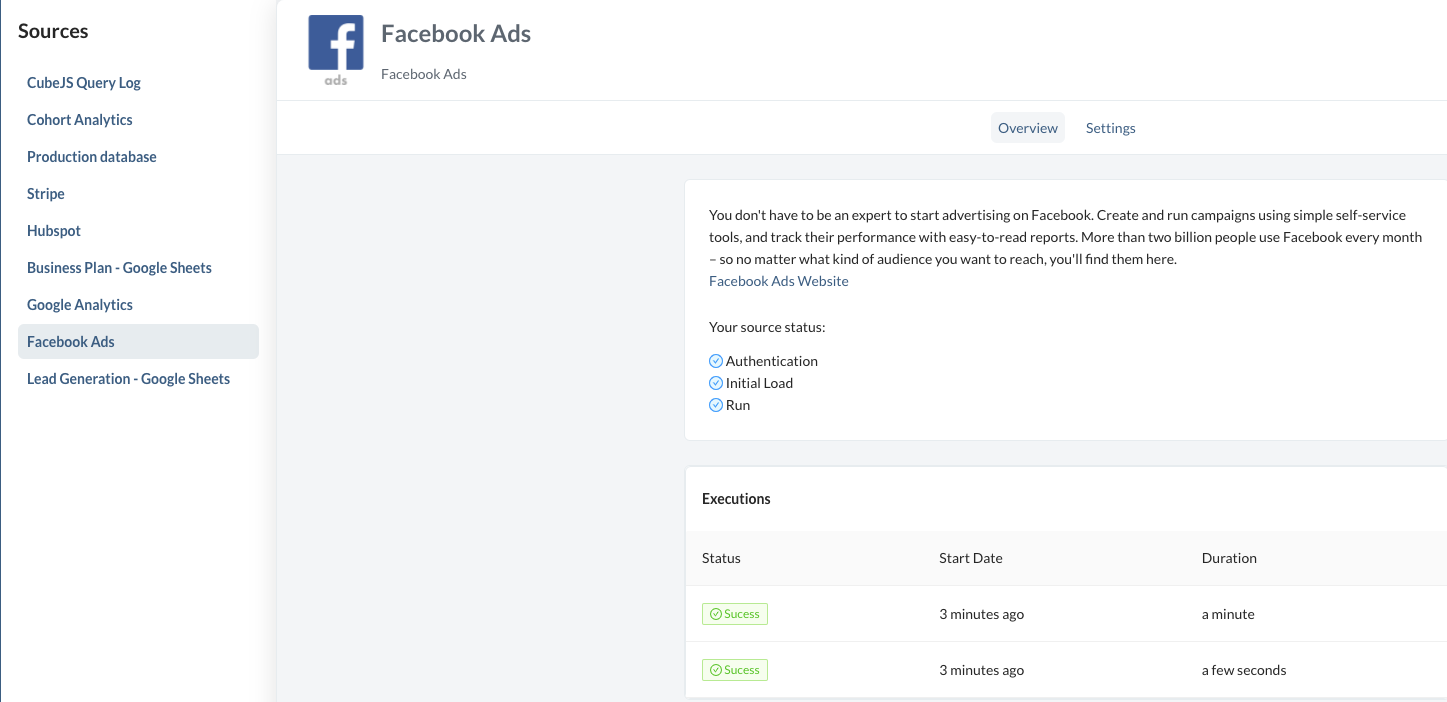 Sources
CubeJS Query Log
Cohort Analytics
Production database
Stripe
Hubspot
Business Plan - Google Sheets
Google Analytics
Facebook Ads
Lead Generation - Google Sheets
f
ads
Facebook Ads
Facebook Ads
Overview Settings
You don't have to be an expert to start advertising on Facebook. Create and run campaigns using simple self-service
tools, and track their performance with easy-to-read reports. More than two billion people use Facebook every month
– so no matter what kind of audience you want to reach, you'll find them here.
Facebook Ads Website
Your source status:
Authentication
Initial Load
Run
Executions
Status Start Date Duration
Sucess 3 minutes ago a minute
Sucess 3 minutes ago a few seconds